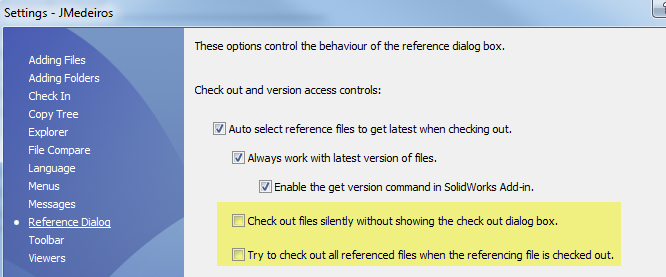 Settings - JMedeiros
Adding Files
Adding Folders
Check In
Copy Tree
Explorer
File Compare
Language
Menus
Messages
Reference Dialog
Toolbar
Viewers
These options control the behaviour of the reference dialog box.
Check out and version access controls:
Auto select reference files to get latest when checking out.
Always work with latest version of files.
Enable the get version command in SolidWorks Add-in.
Check out files silently without showing the check out dialog box.
Try to check out all referenced files when the referencing file is checked out.